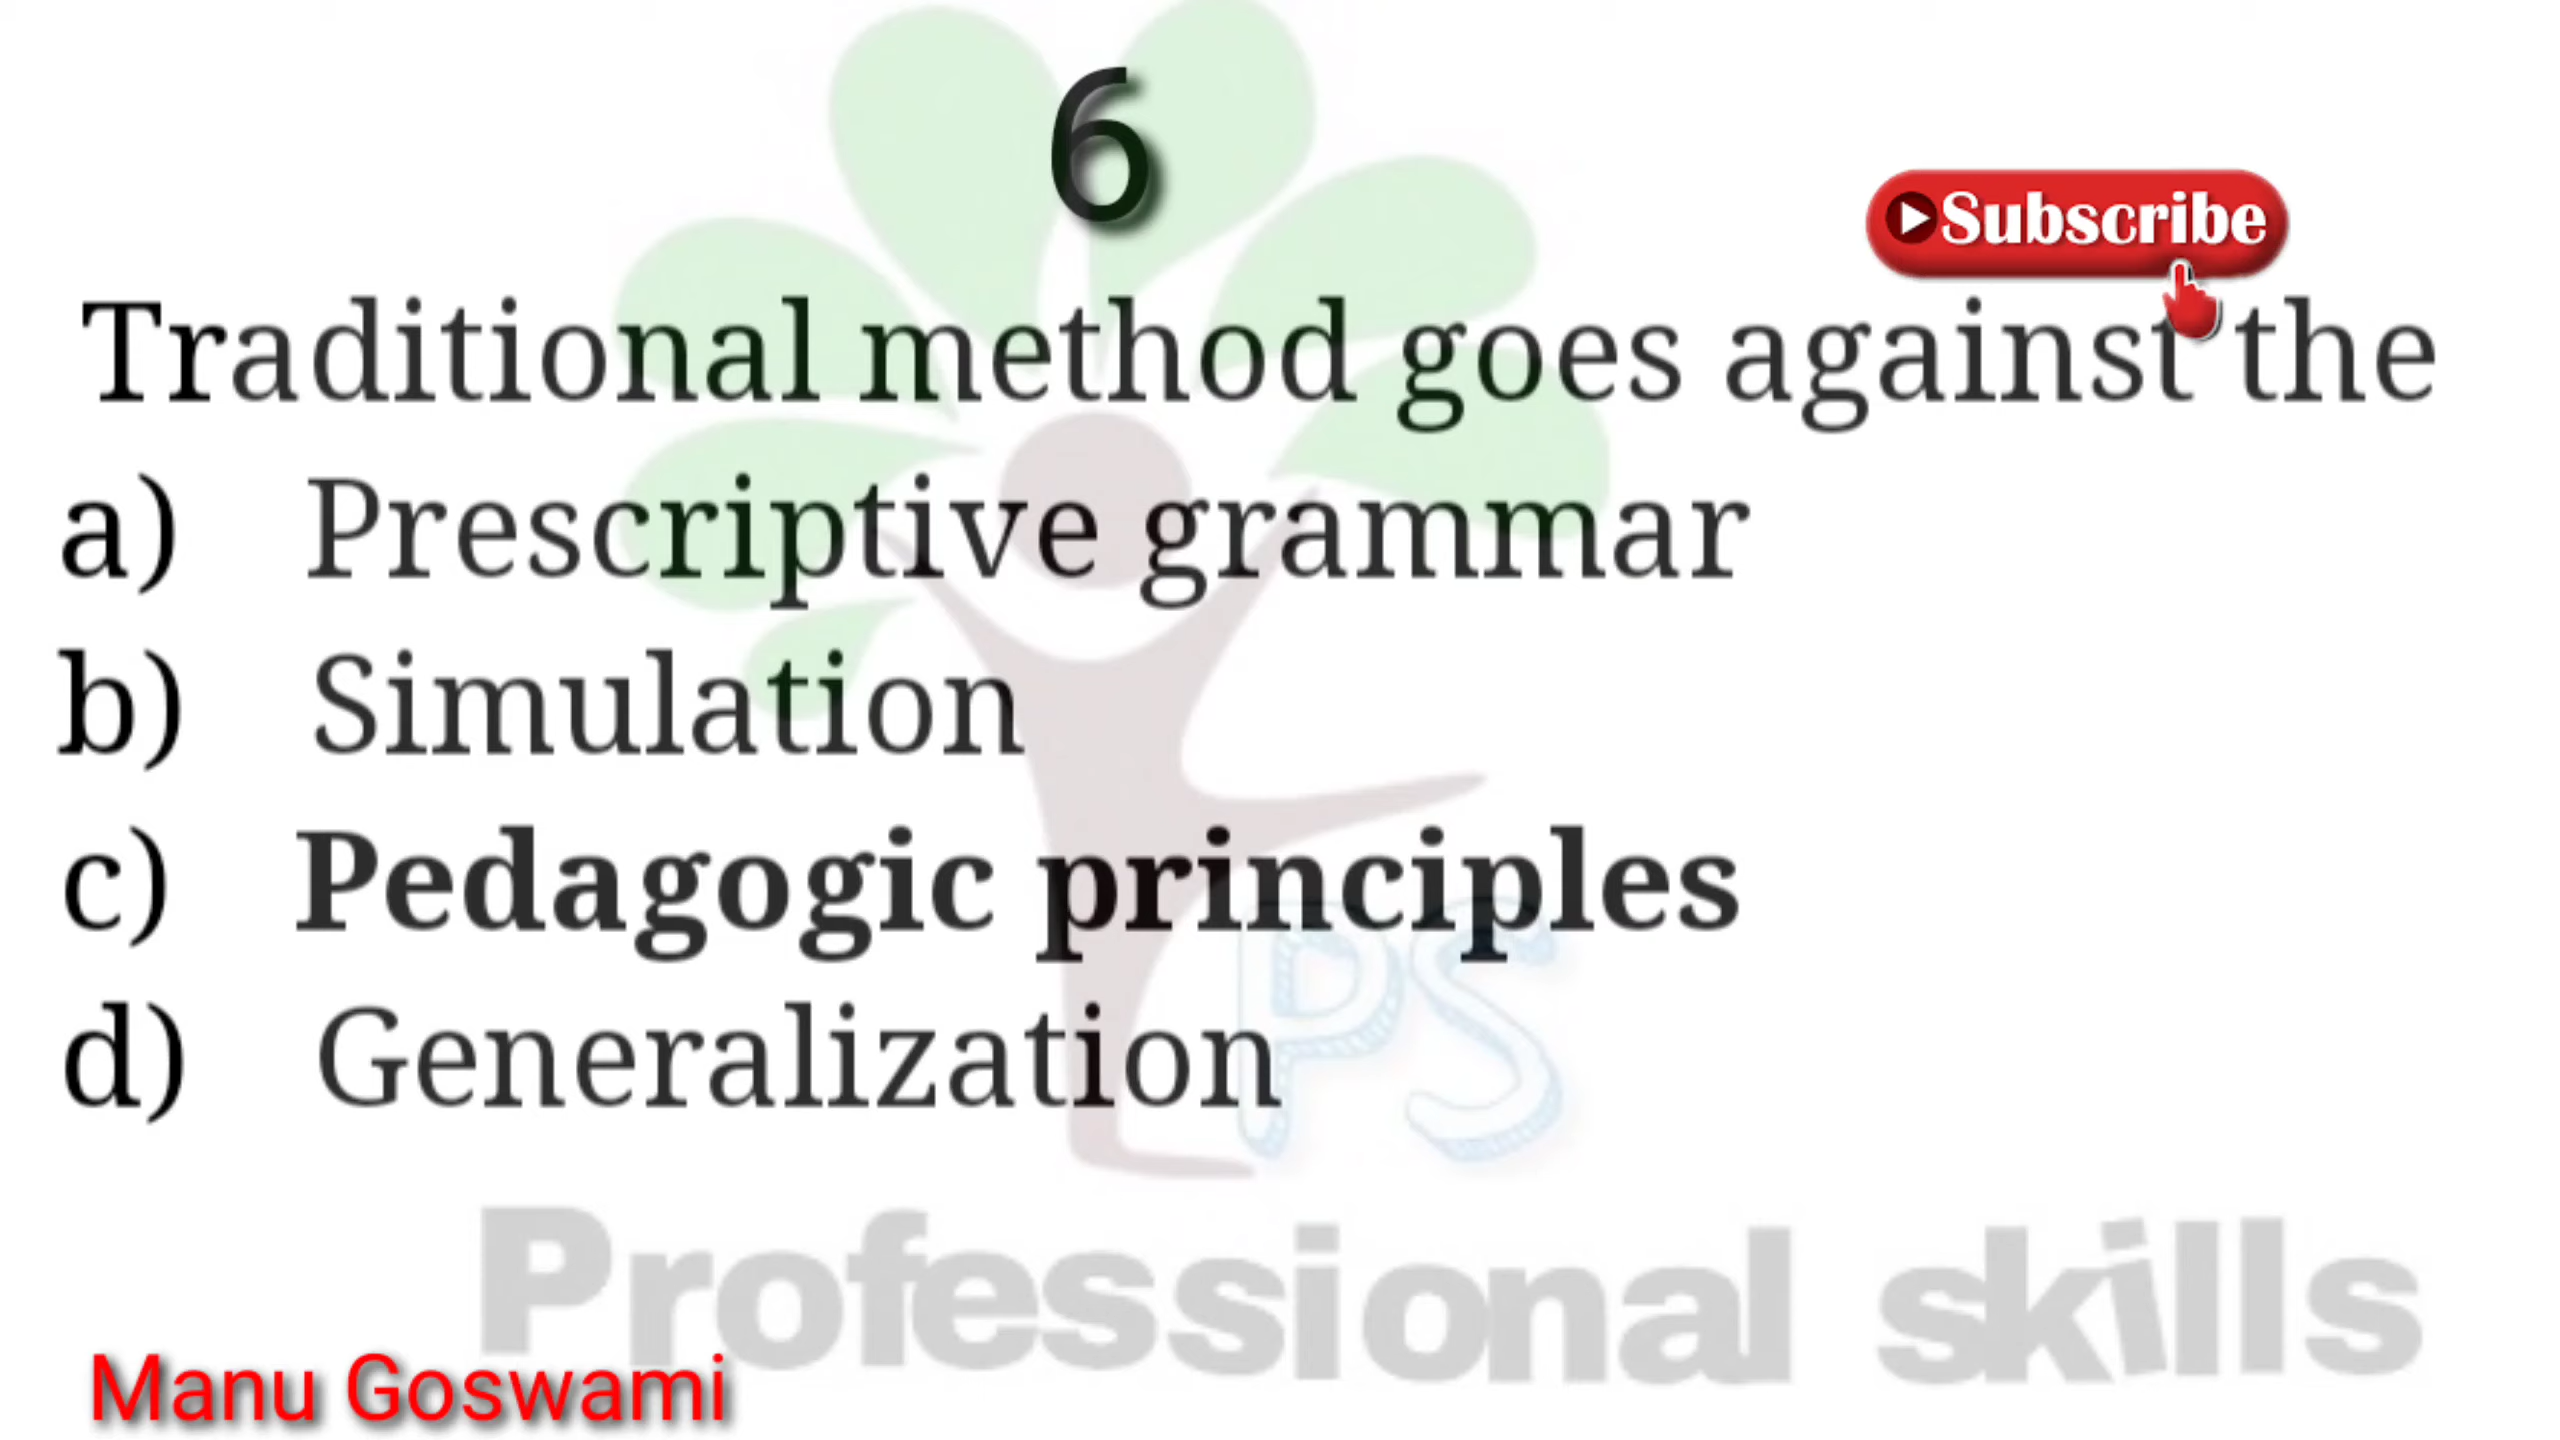 6
Subscribe
Traditional method goes against the
a) Prescriptive grammar
b) Simulation
c) Pedagogic principles
d) Generalization
PS
Professional skills
Manu Goswami